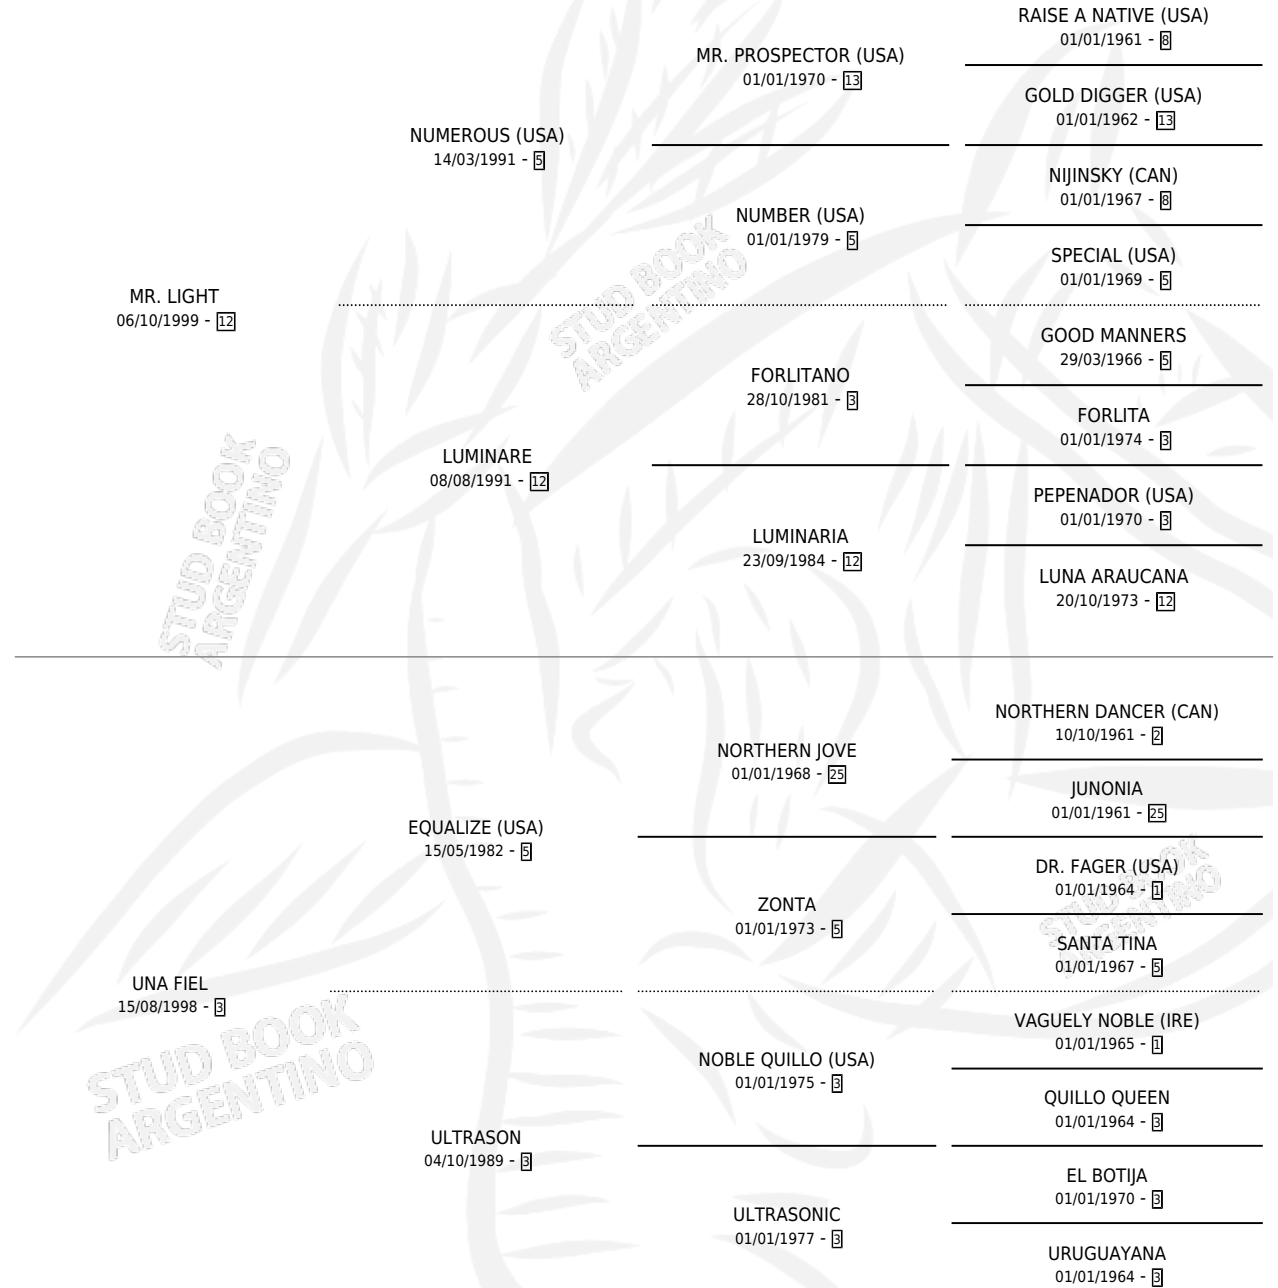 RAISE A NATIVE (USA)
01/01/1961 - 8
MR. PROSPECTOR (USA)
01/01/1970 - 13
GOLD DIGGER (USA)
01/01/1962 - 13
NUMEROUS (USA)
14/03/1991 - 5
NIJINSKY (CAN)
01/01/1967 - 8
NUMBER (USA)
01/01/1979 - 5
SPECIAL (USA)
01/01/1969 - 5
MR. LIGHT
06/10/1999 - 12
GOOD MANNERS
29/03/1966 - 5
FORLITANO
28/10/1981 - 3
FORLITA
01/01/1974 - 3
LUMINARE
08/08/1991 - 12
PEPENADOR (USA)
01/01/1970 - 3
LUMINARIA
23/09/1984 - 12
LUNA ARAUCANA
20/10/1973 - 12
STUD BOOK
ARGENTINO
STUD BOOK
ARGENTINO
NORTHERN DANCER (CAN)
10/10/1961 - 2
NORTHERN JOVE
01/01/1968 - 25
JUNONIA
01/01/1961 - 25
EQUALIZE (USA)
15/05/1982 - 5
DR. FAGER (USA)
01/01/1964 - 1
ZONTA
01/01/1973 - 5
SANTA TINA
01/01/1967 - 5
STUD BOOK
ARGENTINO
UNA FIEL
15/08/1998 - 3
VAGUELY NOBLE (IRE)
01/01/1965 - 1
NOBLE QUILLO (USA)
01/01/1975 - 3
QUILLO QUEEN
01/01/1964 - 3
STUD BOOK
ARGENTINO
ULTRASON
04/10/1989 - 3
EL BOTIJA
01/01/1970 - 3
ULTRASONIC
01/01/1977 - 3
URUGUAYANA
01/01/1964 - 3